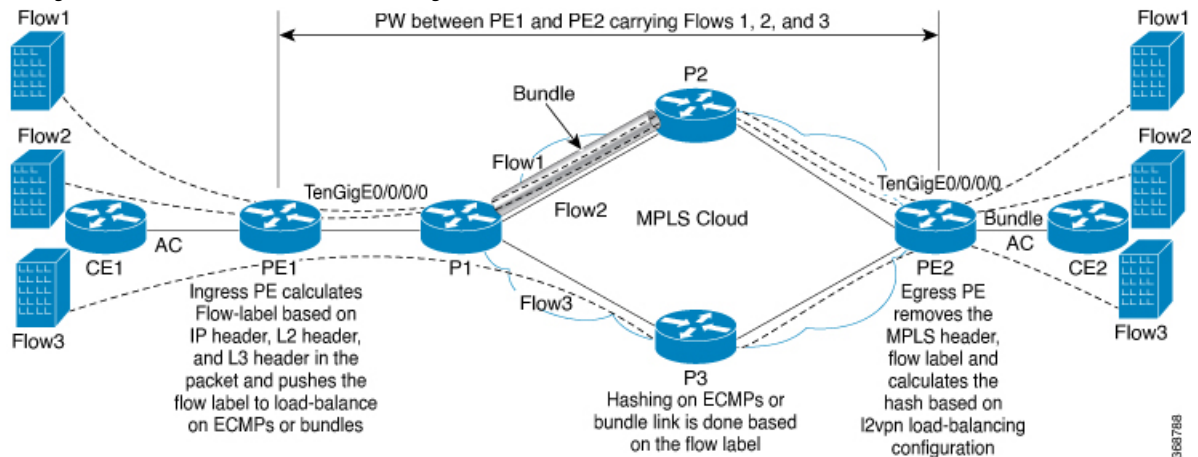 PW between PE1 and PE2 carrying Flows 1, 2, and 3
Flow1
Flow1
P2
Bundle
Flow2
Flow1
Flow2
TenGigE0/0/0/0
Flow2
MPLS Cloud
TenGigE0/0/0/0
Bundle
AC
AC
CE1
PE1
P1
PE2
CE2
Flow3
Flow3
Flow3
Ingress PE calculates
Flow-label based on
IP header, L2 header,
and L3 header in the
packet and pushes the
flow label to load-balance
on ECMPs or bundles
P3
Hashing on ECMPs or
bundle link is done based
on the flow label
Egress PE
removes the
MPLS header,
flow label and
calculates the
hash based on
l2vpn load-balancing
configuration
368788